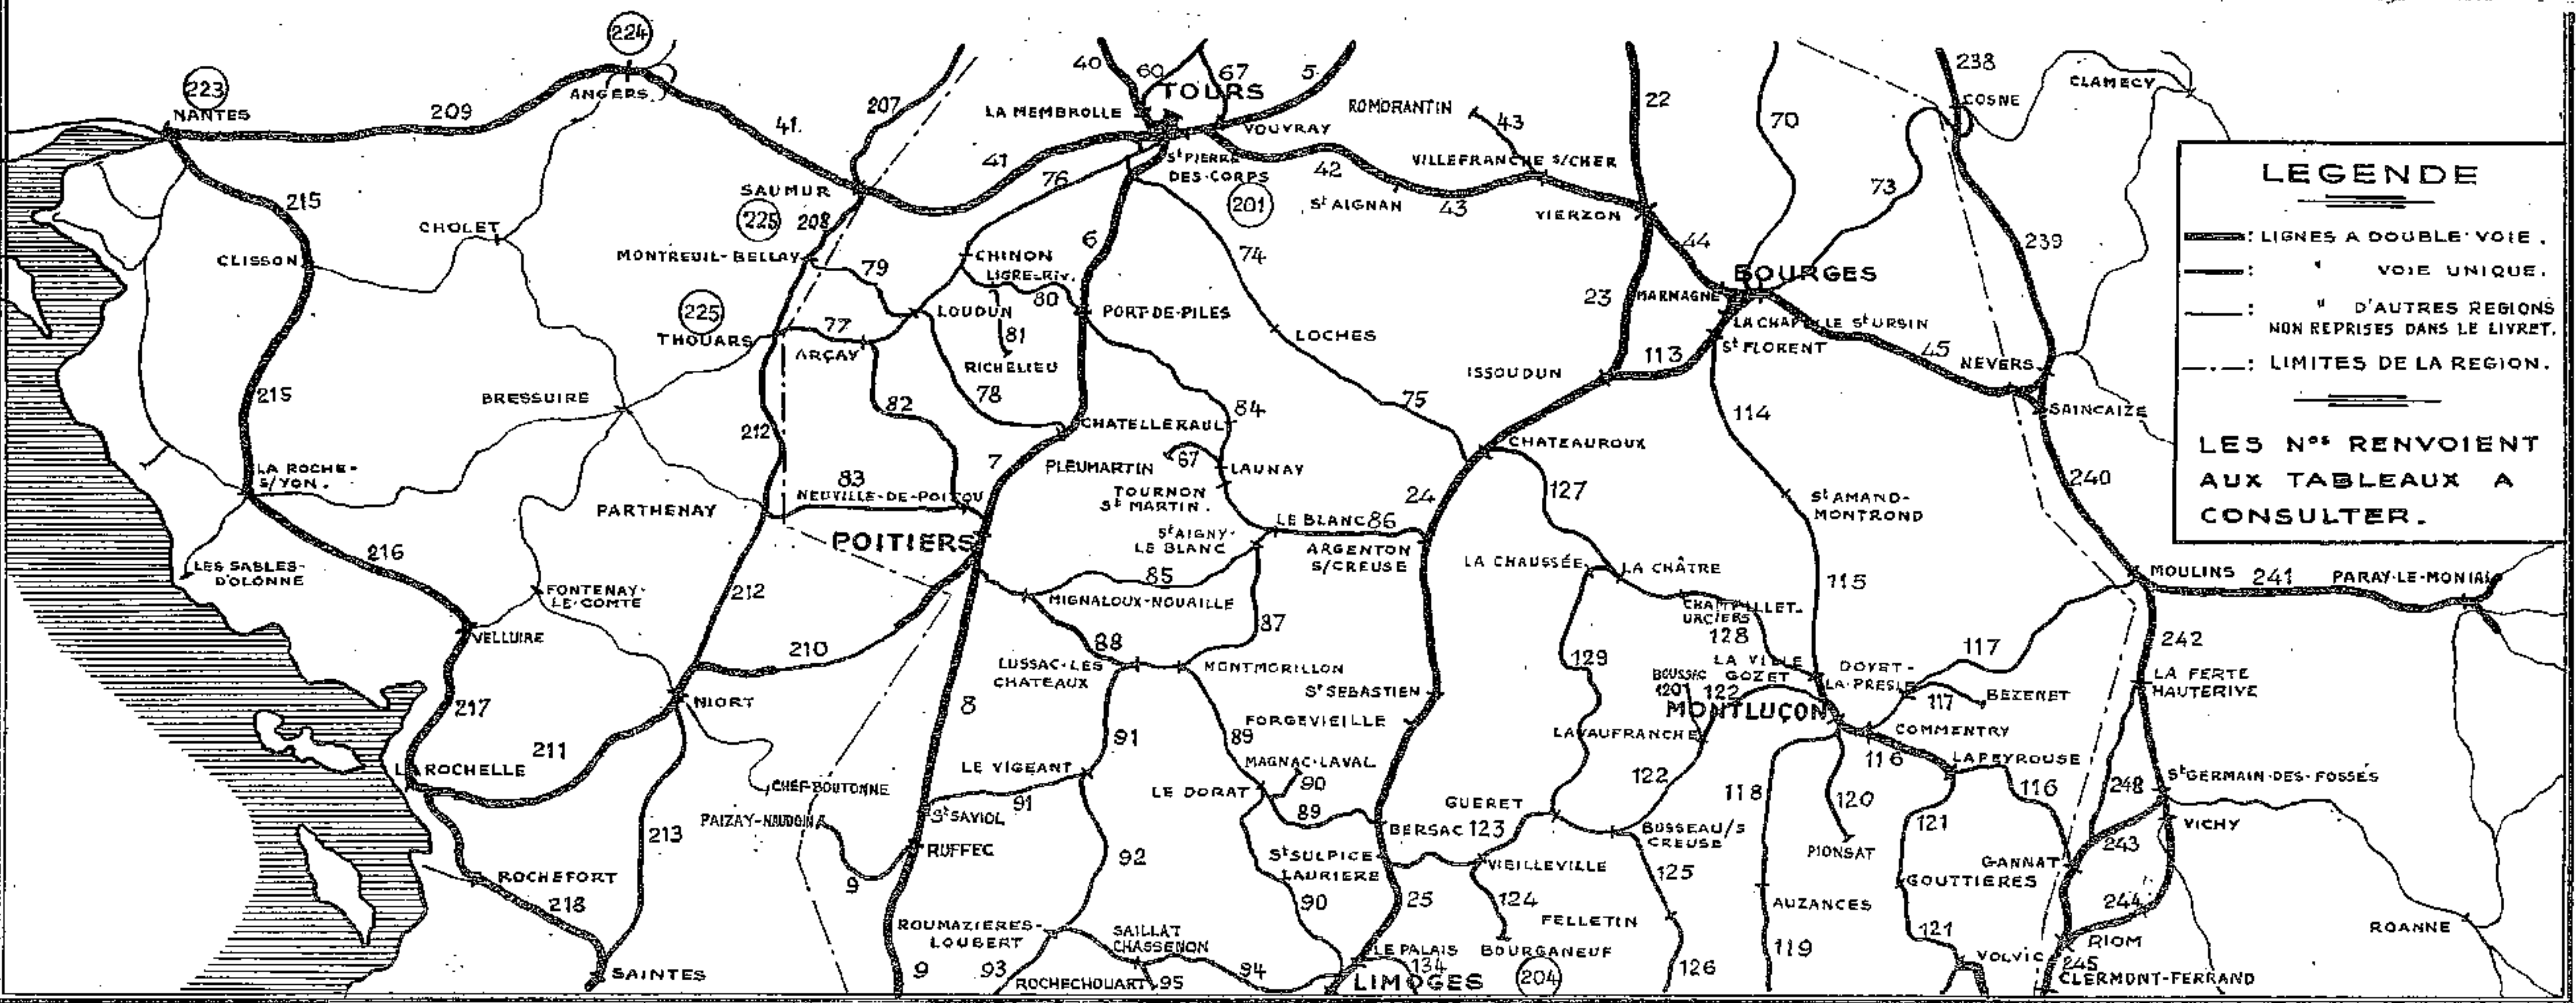 224
223
NANTES
209
ANGERS
41
207
40
60
67
5
TOURS
LA MEMBROLLE
VOUVRAY
ROMORANTIN
43
22
70
238
COSNE
CLAMECY
St PIERRE
DES-CORPS
201
41
76
42
VILLEFRANCHE S/CHER
St AIGNAN
43
VIERZON
73
44
239
SAUMUR
225
208
215
CHOLET
CLISSON
MONTREUIL-BELLAY
79
CHINON
LIGRE-RIV.
80
6
74
23
BOURGES
MARMAGNE
LA CHAPELLE St URSIN
St FLORENT
225
THOUARS
77
ARÇAY
LOUDUN
81
RICHELIEU
PORT-DE-PILES
LOCHES
ISSOUDUN
113
45
NEVERS
SAINCAIZE
215
BRESSUIRE
212
82
78
CHATELLERAULT
84
75
CHATEAUROUX
114
LA ROCHE-
S/YON.
PARTHENAY
83
NEUVILLE-DE-POITOU
7
PLEUMARTIN
67
LAUNAY
TOURNON
St MARTIN.
24
127
St AMAND-
MONTROND
240
POITIERS
St AIGNY-
LE BLANC
LE BLANC
86
ARGENTON
S/CREUSE
LA CHAUSSÉE
LA CHÂTRE
LES SABLES-
D'OLONNE
216
FONTENAY-
LE-COMTE
212
85
MIGNALOUX-NOUAILLE
115
MOULINS
241
PARAY-LE-MONIAL
VELLUIRE
210
88
87
URCIERS
128
117
242
LUSSAC-LES
CHATEAUX
MONTMORILLON
129
LA VILLE
GOZET
DOYET-
LA-PRESLE
LA FERTE
HAUTERIVE
217
NIORT
8
St SEBASTIEN
FORGEVIEILLE
BOUSSAC
120
122
MONTLUÇON
117
BEZENET
COMMENTRY
211
91
89
LAVAUFRANCHE
116
LAPEYROUSE
LA ROCHELLE
CHEF-BOUTONNE
LE VIGEANT
MAGNAC-LAVAL
90
LE DORAT
122
118
120
116
248
St GERMAIN-DES-FOSSÉS
213
PAIZAY-NAUDOIN
St SAVIOL
91
89
BERSAC
GUERET
123
BUSSEAU/S
CREUSE
121
VICHY
RUFFEC
92
St SULPICE-
LAURIERE
VIEILLEVILLE
PIONSAT
GANNAT
243
ROCHEFORT
218
9
90
25
124
125
GOUTTIERES
244
ROUMAZIERES-
LOUBERT
SAILLAT
CHASSENON
FELLETIN
AUZANCES
ROANNE
SAINTES
9
93
ROCHECHOUART
95
94
LE PALAIS
134
LIMOGES
BOURGANEUF
204
126
119
121
VOLVIC
RIOM
245
CLERMONT-FERRAND
LEGENDE
: LIGNES A DOUBLE VOIE.
: " VOIE UNIQUE.
: " D'AUTRES REGIONS
NON REPRISES DANS LE LIVRET.
: LIMITES DE LA REGION.
LES Nos RENVOIENT
AUX TABLEAUX A
CONSULTER.